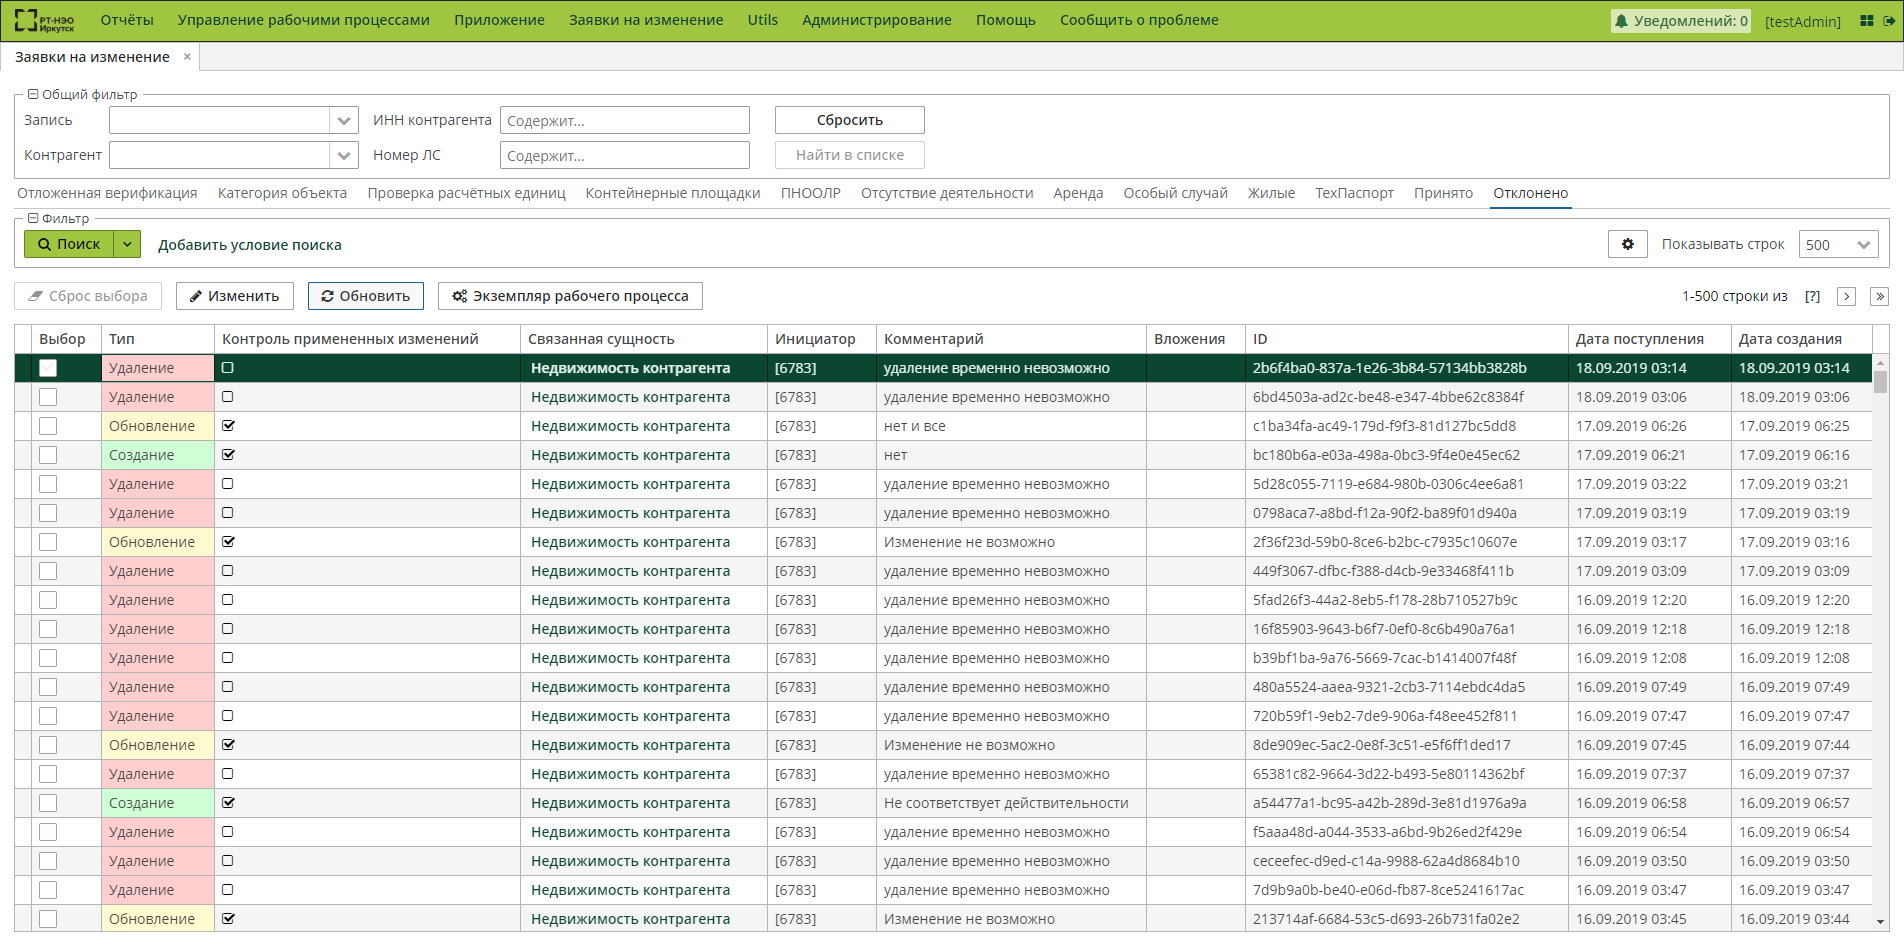 РТ-НЭО Иркутск Отчёты Управление рабочими процессами Приложение Заявки на изменение Utils Администрирование Помощь Сообщить о проблеме Уведомлений: 0 [testAdmin]
Заявки на изменение ×
Общий фильтр
Запись ИНН контрагента Содержит... Сбросить
Контрагент Номер ЛС Содержит... Найти в списке
Отложенная верификация Категория объекта Проверка расчётных единиц Контейнерные площадки ПНООЛР Отсутствие деятельности Аренда Особый случай Жилые ТехПаспорт Принято Отклонено
Фильтр
Поиск Добавить условие поиска Показывать строк 500
Сброс выбора Изменить Обновить Экземпляр рабочего процесса 1-500 строки из [?]
Выбор Тип Контроль примененных изменений Связанная сущность Инициатор Комментарий Вложения ID Дата поступления Дата создания
Удаление Недвижимость контрагента [6783] удаление временно невозможно 2b6f4ba0-837a-1e26-3b84-57134bb3828b 18.09.2019 03:14 18.09.2019 03:14
Удаление Недвижимость контрагента [6783] удаление временно невозможно 6bd4503a-ad2c-be48-e347-4bbe62c8384f 18.09.2019 03:06 18.09.2019 03:06
Обновление Недвижимость контрагента [6783] нет и все c1ba34fa-ac49-179d-f9f3-81d127bc5dd8 17.09.2019 06:26 17.09.2019 06:25
Создание Недвижимость контрагента [6783] нет bc180b6a-e03a-498a-0bc3-9f4e0e45ec62 17.09.2019 06:21 17.09.2019 06:16
Удаление Недвижимость контрагента [6783] удаление временно невозможно 5d28c055-7119-e684-980b-0306c4ee6a81 17.09.2019 03:22 17.09.2019 03:21
Удаление Недвижимость контрагента [6783] удаление временно невозможно 0798aca7-a8bd-f12a-90f2-ba89f01d940a 17.09.2019 03:19 17.09.2019 03:19
Обновление Недвижимость контрагента [6783] Изменение не возможно 2f36f23d-59b0-8ce6-b2bc-c7935c10607e 17.09.2019 03:17 17.09.2019 03:16
Удаление Недвижимость контрагента [6783] удаление временно невозможно 449f3067-dfbc-f388-d4cb-9e33468f411b 17.09.2019 03:09 17.09.2019 03:09
Удаление Недвижимость контрагента [6783] удаление временно невозможно 5fad26f3-44a2-8eb5-f178-28b710527b9c 16.09.2019 12:20 16.09.2019 12:20
Удаление Недвижимость контрагента [6783] удаление временно невозможно 16f85903-9643-b6f7-0ef0-8c6b490a76a1 16.09.2019 12:18 16.09.2019 12:18
Удаление Недвижимость контрагента [6783] удаление временно невозможно b39bf1ba-9a76-5669-7cac-b1414007f48f 16.09.2019 12:08 16.09.2019 12:08
Удаление Недвижимость контрагента [6783] удаление временно невозможно 480a5524-aaea-9321-2cb3-7114ebdc4da5 16.09.2019 07:49 16.09.2019 07:49
Удаление Недвижимость контрагента [6783] удаление временно невозможно 720b59f1-9eb2-7de9-906a-f48ee452f811 16.09.2019 07:47 16.09.2019 07:47
Обновление Недвижимость контрагента [6783] Изменение не возможно 8de909ec-5ac2-0e8f-3c51-e5f6ff1ded17 16.09.2019 07:45 16.09.2019 07:44
Удаление Недвижимость контрагента [6783] удаление временно невозможно 65381c82-9664-3d22-b493-5e80114362bf 16.09.2019 07:37 16.09.2019 07:37
Создание Недвижимость контрагента [6783] Не соответствует действительности a54477a1-bc95-a42b-289d-3e81d1976a9a 16.09.2019 06:58 16.09.2019 06:57
Удаление Недвижимость контрагента [6783] удаление временно невозможно f5aaa48d-a044-3533-a6bd-9b26ed2f429e 16.09.2019 06:54 16.09.2019 06:54
Удаление Недвижимость контрагента [6783] удаление временно невозможно ceceefec-d9ed-c14a-9988-62a4d8684b10 16.09.2019 03:50 16.09.2019 03:50
Удаление Недвижимость контрагента [6783] удаление временно невозможно 7d9b9a0b-be40-e06d-fb87-8ce5241617ac 16.09.2019 03:47 16.09.2019 03:47
Обновление Недвижимость контрагента [6783] Изменение не возможно 213714af-6684-53c5-d693-26b731fa02e2 16.09.2019 03:45 16.09.2019 03:44